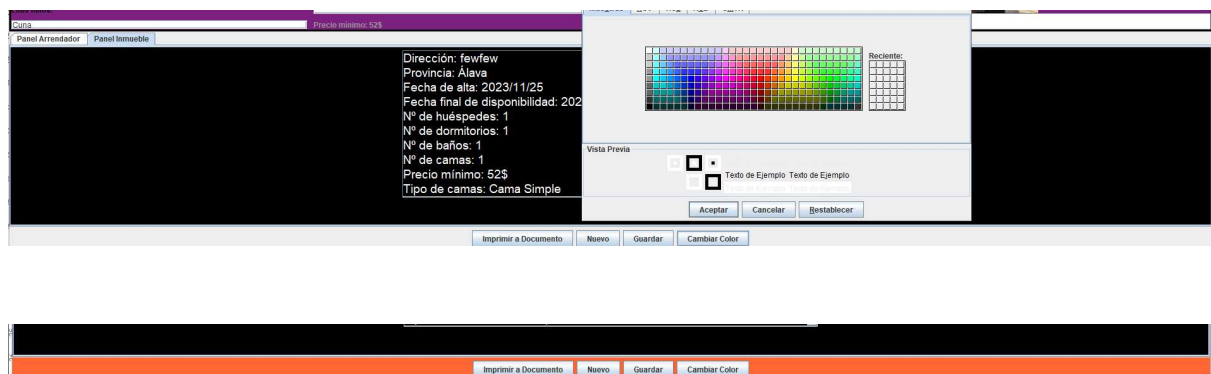 Cuna
Precio mínimo: 52$
Panel Arrendador Panel Inmueble
Dirección: fewfew
Provincia: Álava
Fecha de alta: 2023/11/25
Fecha final de disponibilidad: 202
Nº de huéspedes: 1
Nº de dormitorios: 1
Nº de baños: 1
Nº de camas: 1
Precio mínimo: 52$
Tipo de camas: Cama Simple
Reciente:
Vista Previa
Texto de Ejemplo Texto de Ejemplo
Aceptar Cancelar Restablecer
Imprimir a Documento Nuevo Guardar Cambiar Color
Imprimir a Documento Nuevo Guardar Cambiar Color